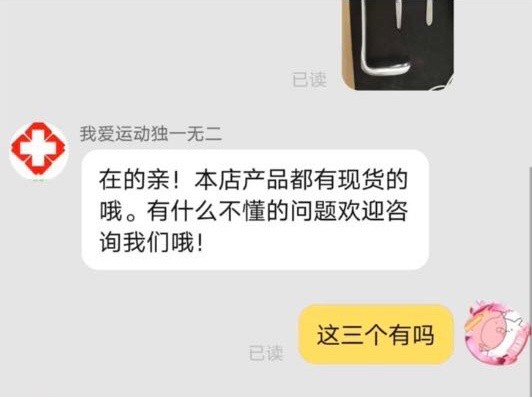 已读
我爱运动独一无二
在的亲！本店产品都有现货的
哦。有什么不懂的问题欢迎咨
询我们哦！
这三个有吗
已读